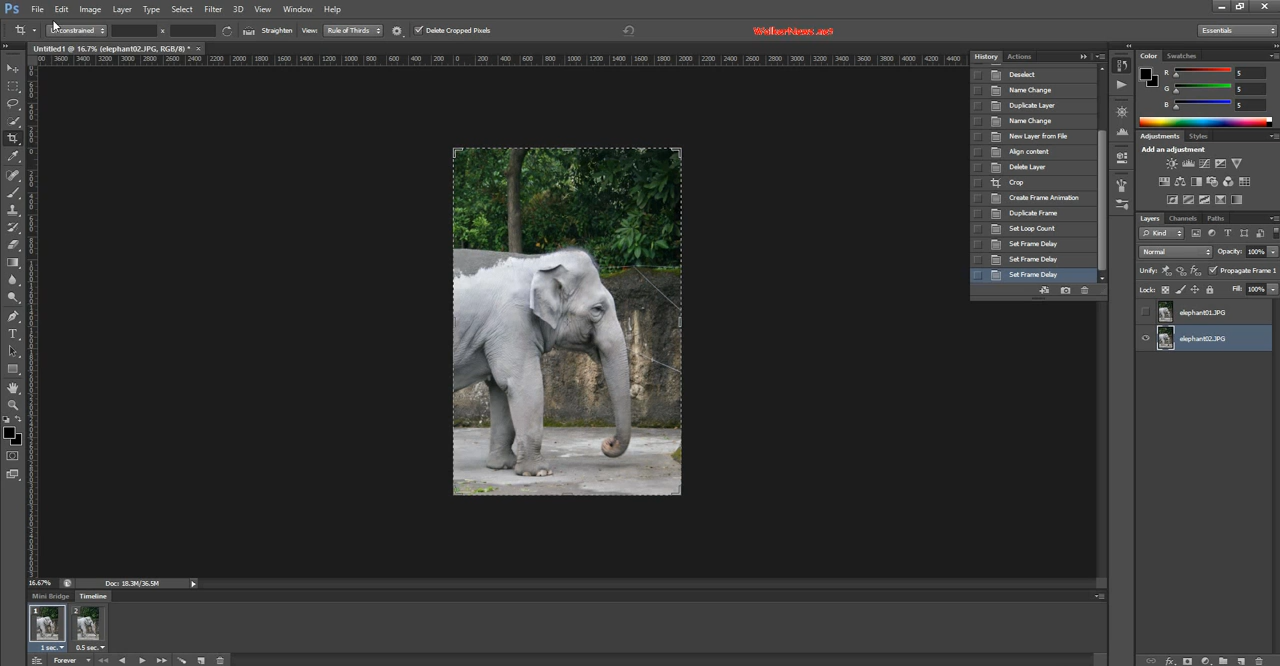 Ps File Edit Image Layer Type Select Filter 3D View Window Help
x Straighten View: Rule of Thirds Delete Cropped Pixels Essentials
Untitled1 @ 16.7% (elephant02.JPG, RGB/8) * ×
History Actions
Deselect
Name Change
Duplicate Layer
Name Change
New Layer from File
Align content
Delete Layer
Crop
Create Frame Animation
Duplicate Frame
Set Loop Count
Set Frame Delay
Set Frame Delay
Set Frame Delay
Color Swatches
R 5
G 5
B 5
Adjustments Styles
Add an adjustment
Layers Channels Paths
Kind
Normal Opacity: 100%
Unify: Propagate Frame 1
Lock: Fill: 100%
elephant01.JPG
elephant02.JPG
16.67% Doc: 18.3M/36.5M
Mini Bridge Timeline
1 2
1 sec. 0.5 sec.
Forever